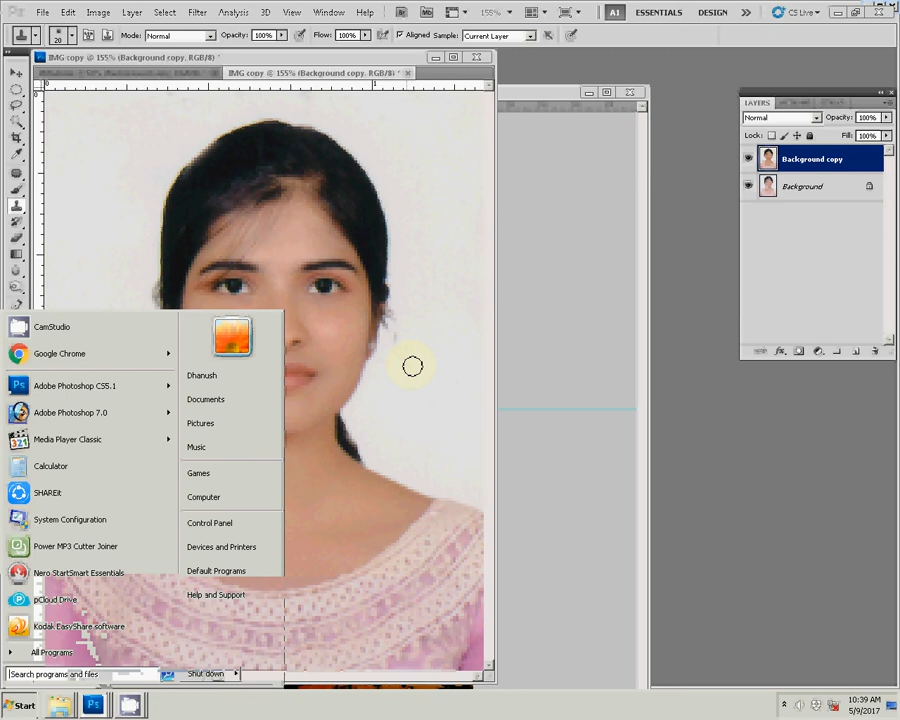 Ps File Edit Image Layer Select Filter Analysis 3D View Window Help Br Mb 155% ESSENTIALS DESIGN >> CS Live
20 Mode: Normal Opacity: 100% Flow: 100% Aligned Sample: Current Layer
IMG copy @ 155% (Background copy, RGB/8) *
IMG copy @ 155% (Background copy, RGB/8) *
LAYERS
Normal Opacity: 100%
Lock: Fill: 100%
Background copy
Background
CamStudio
Google Chrome
Adobe Photoshop CS5.1
Adobe Photoshop 7.0
Media Player Classic
Calculator
SHAREit
System Configuration
Power MP3 Cutter Joiner
Nero StartSmart Essentials
pCloud Drive
Kodak EasyShare software
All Programs
Search programs and files
Dhanush
Documents
Pictures
Music
Games
Computer
Control Panel
Devices and Printers
Default Programs
Help and Support
Shut down
Start
10:39 AM
5/9/2017